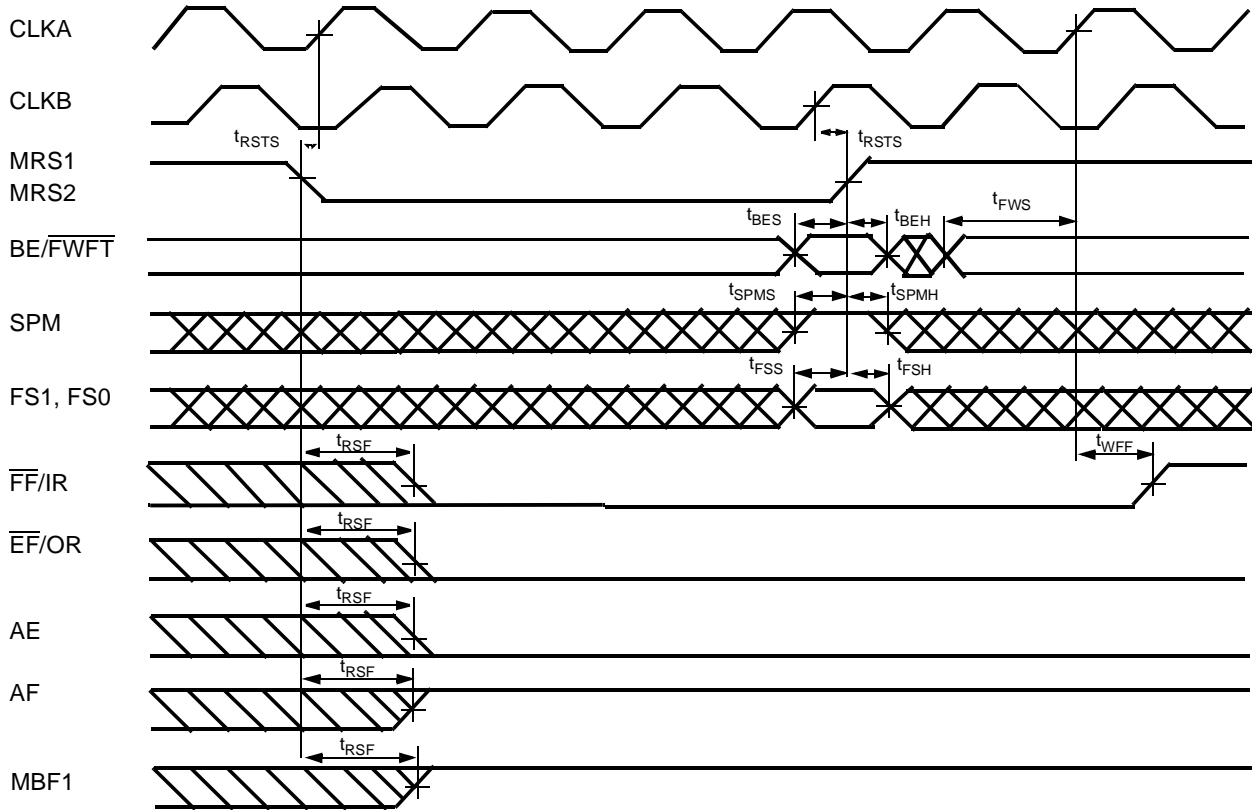 CLKA
CLKB
tRSTS
tRSTS
MRS1
MRS2
tFWS
tBES
tBEH
BE/FWFT
tSPMS
tSPMH
SPM
tFSS
tFSH
FS1, FS0
tRSF
tWFF
FF/IR
tRSF
EF/OR
tRSF
AE
tRSF
AF
tRSF
MBF1